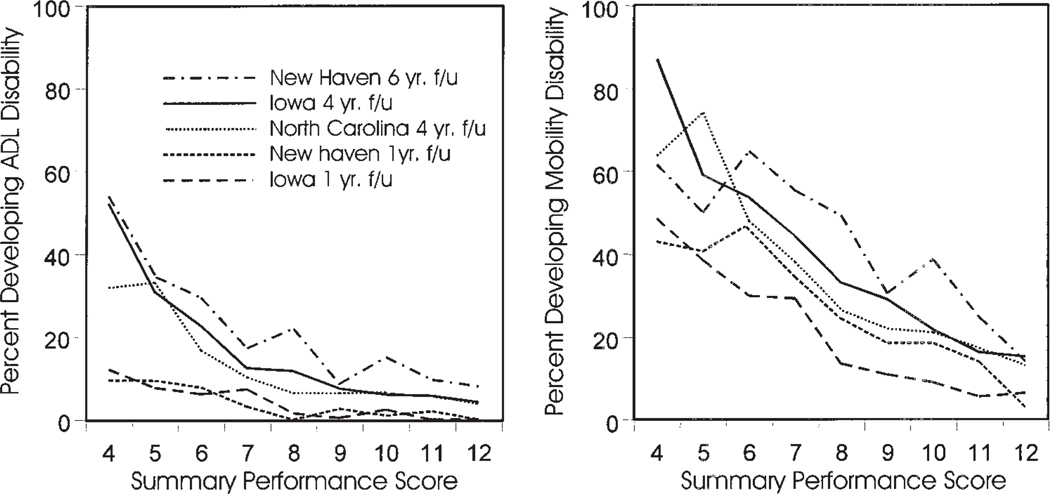 Percent Developing ADL Disability
100
80
60
40
20
0
New Haven 6 yr. f/u
Iowa 4 yr. f/u
North Carolina 4 yr. f/u
New haven 1yr. f/u
Iowa 1 yr. f/u
4 5 6 7 8 9 10 11 12
Summary Performance Score
Percent Developing Mobility Disability
100
80
60
40
20
0
4 5 6 7 8 9 10 11 12
Summary Performance Score